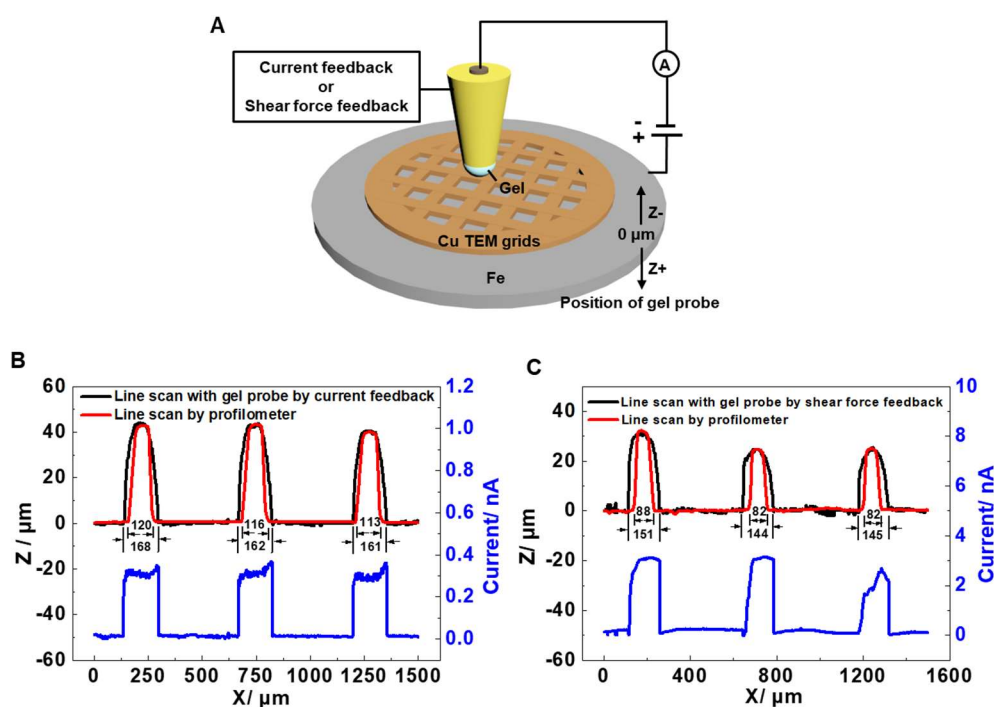 A
Current feedback
or
Shear force feedback
A
-
+
Gel
Z-
0 µm
Z+
Cu TEM grids
Fe
Position of gel probe
B
Line scan with gel probe by current feedback
Line scan by profilometer
60
40
20
0
-20
-40
-60
Z/ µm
120
168
116
162
113
161
1.2
1.0
0.8
0.6
0.4
0.2
0.0
Current/ nA
0 250 500 750 1000 1250 1500
X/ µm
C
Line scan with gel probe by shear force feedback
Line scan by profilometer
40
20
0
-20
-40
-60
Z/ µm
88
151
82
144
82
145
10
8
6
4
2
0
Current/ nA
0 400 800 1200 1600
X/ µm